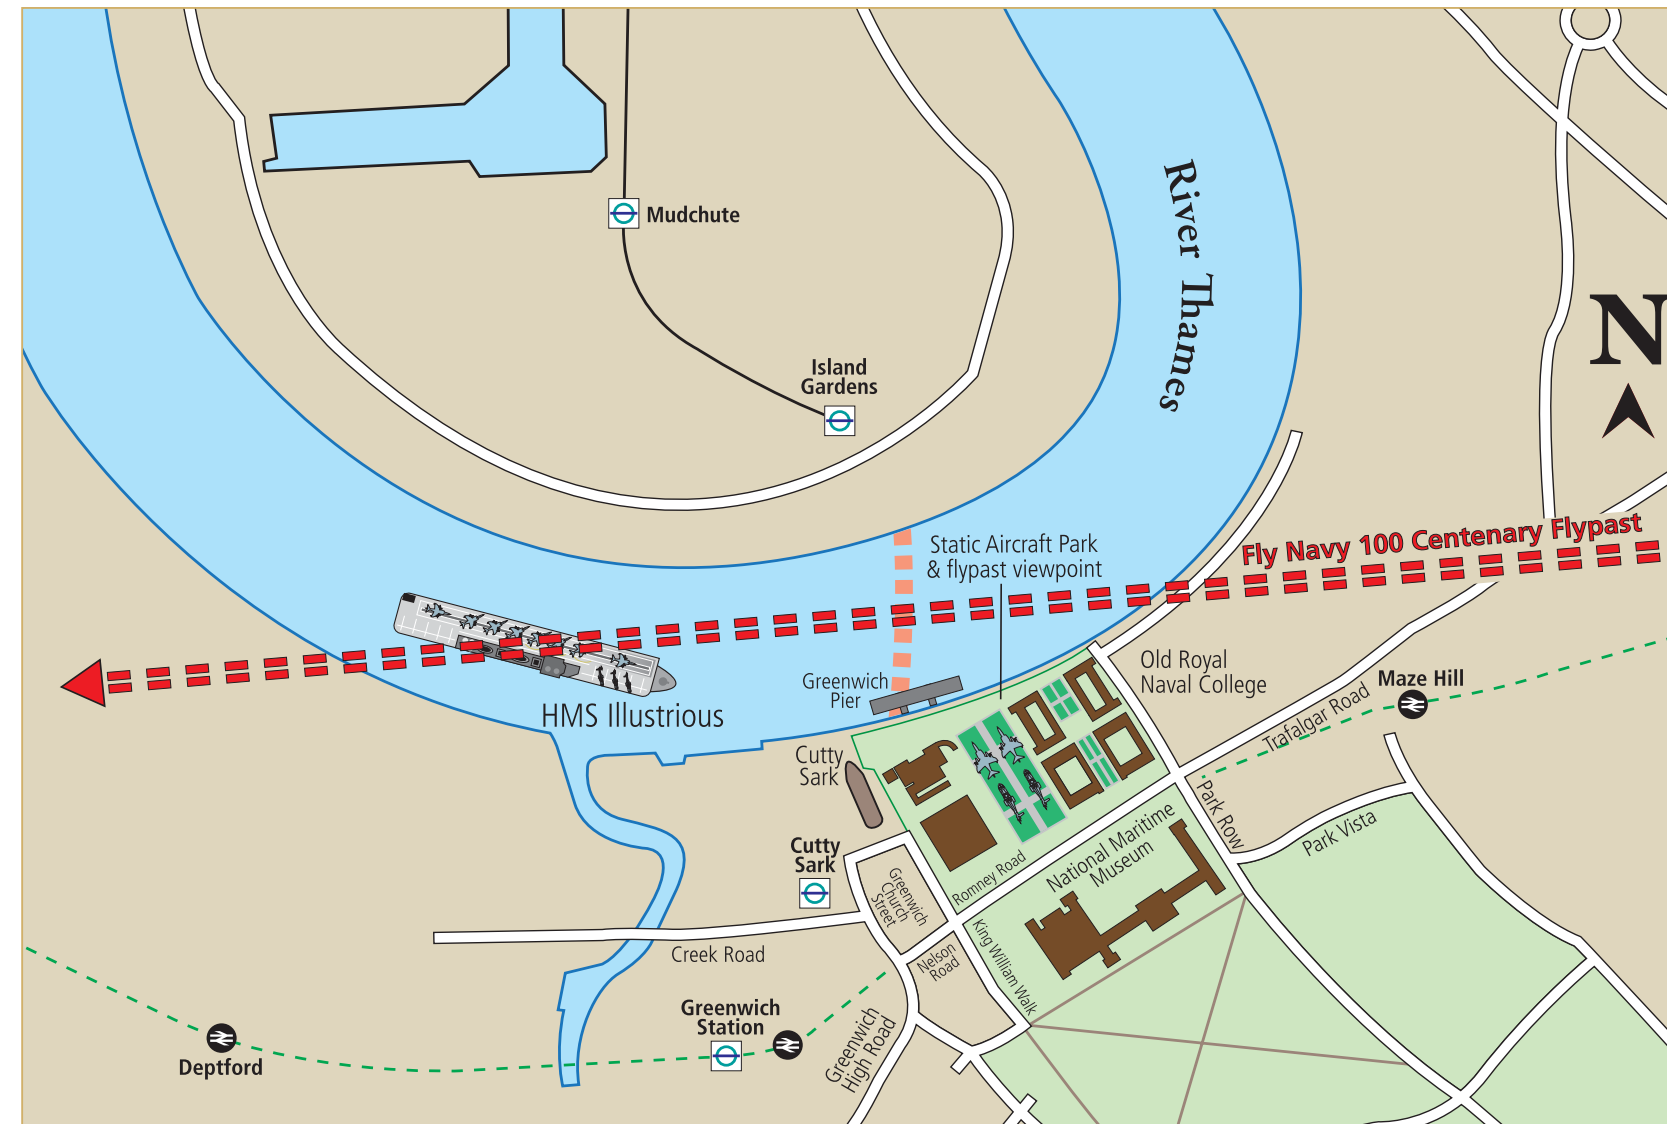 River Thames
Mudchute
N
Island
Gardens
Fly Navy 100 Centenary Flypast
Static Aircraft Park
& flypast viewpoint
Old Royal
Naval College
Maze Hill
Greenwich
Pier
HMS Illustrious
Trafalgar Road
Cutty
Sark
Park Row
Park Vista
National Maritime
Museum
Cutty
Sark
Romney Road
Greenwich
Church
Street
King William Walk
Creek Road
Nelson
Road
Greenwich
Station
Greenwich
High Road
Deptford